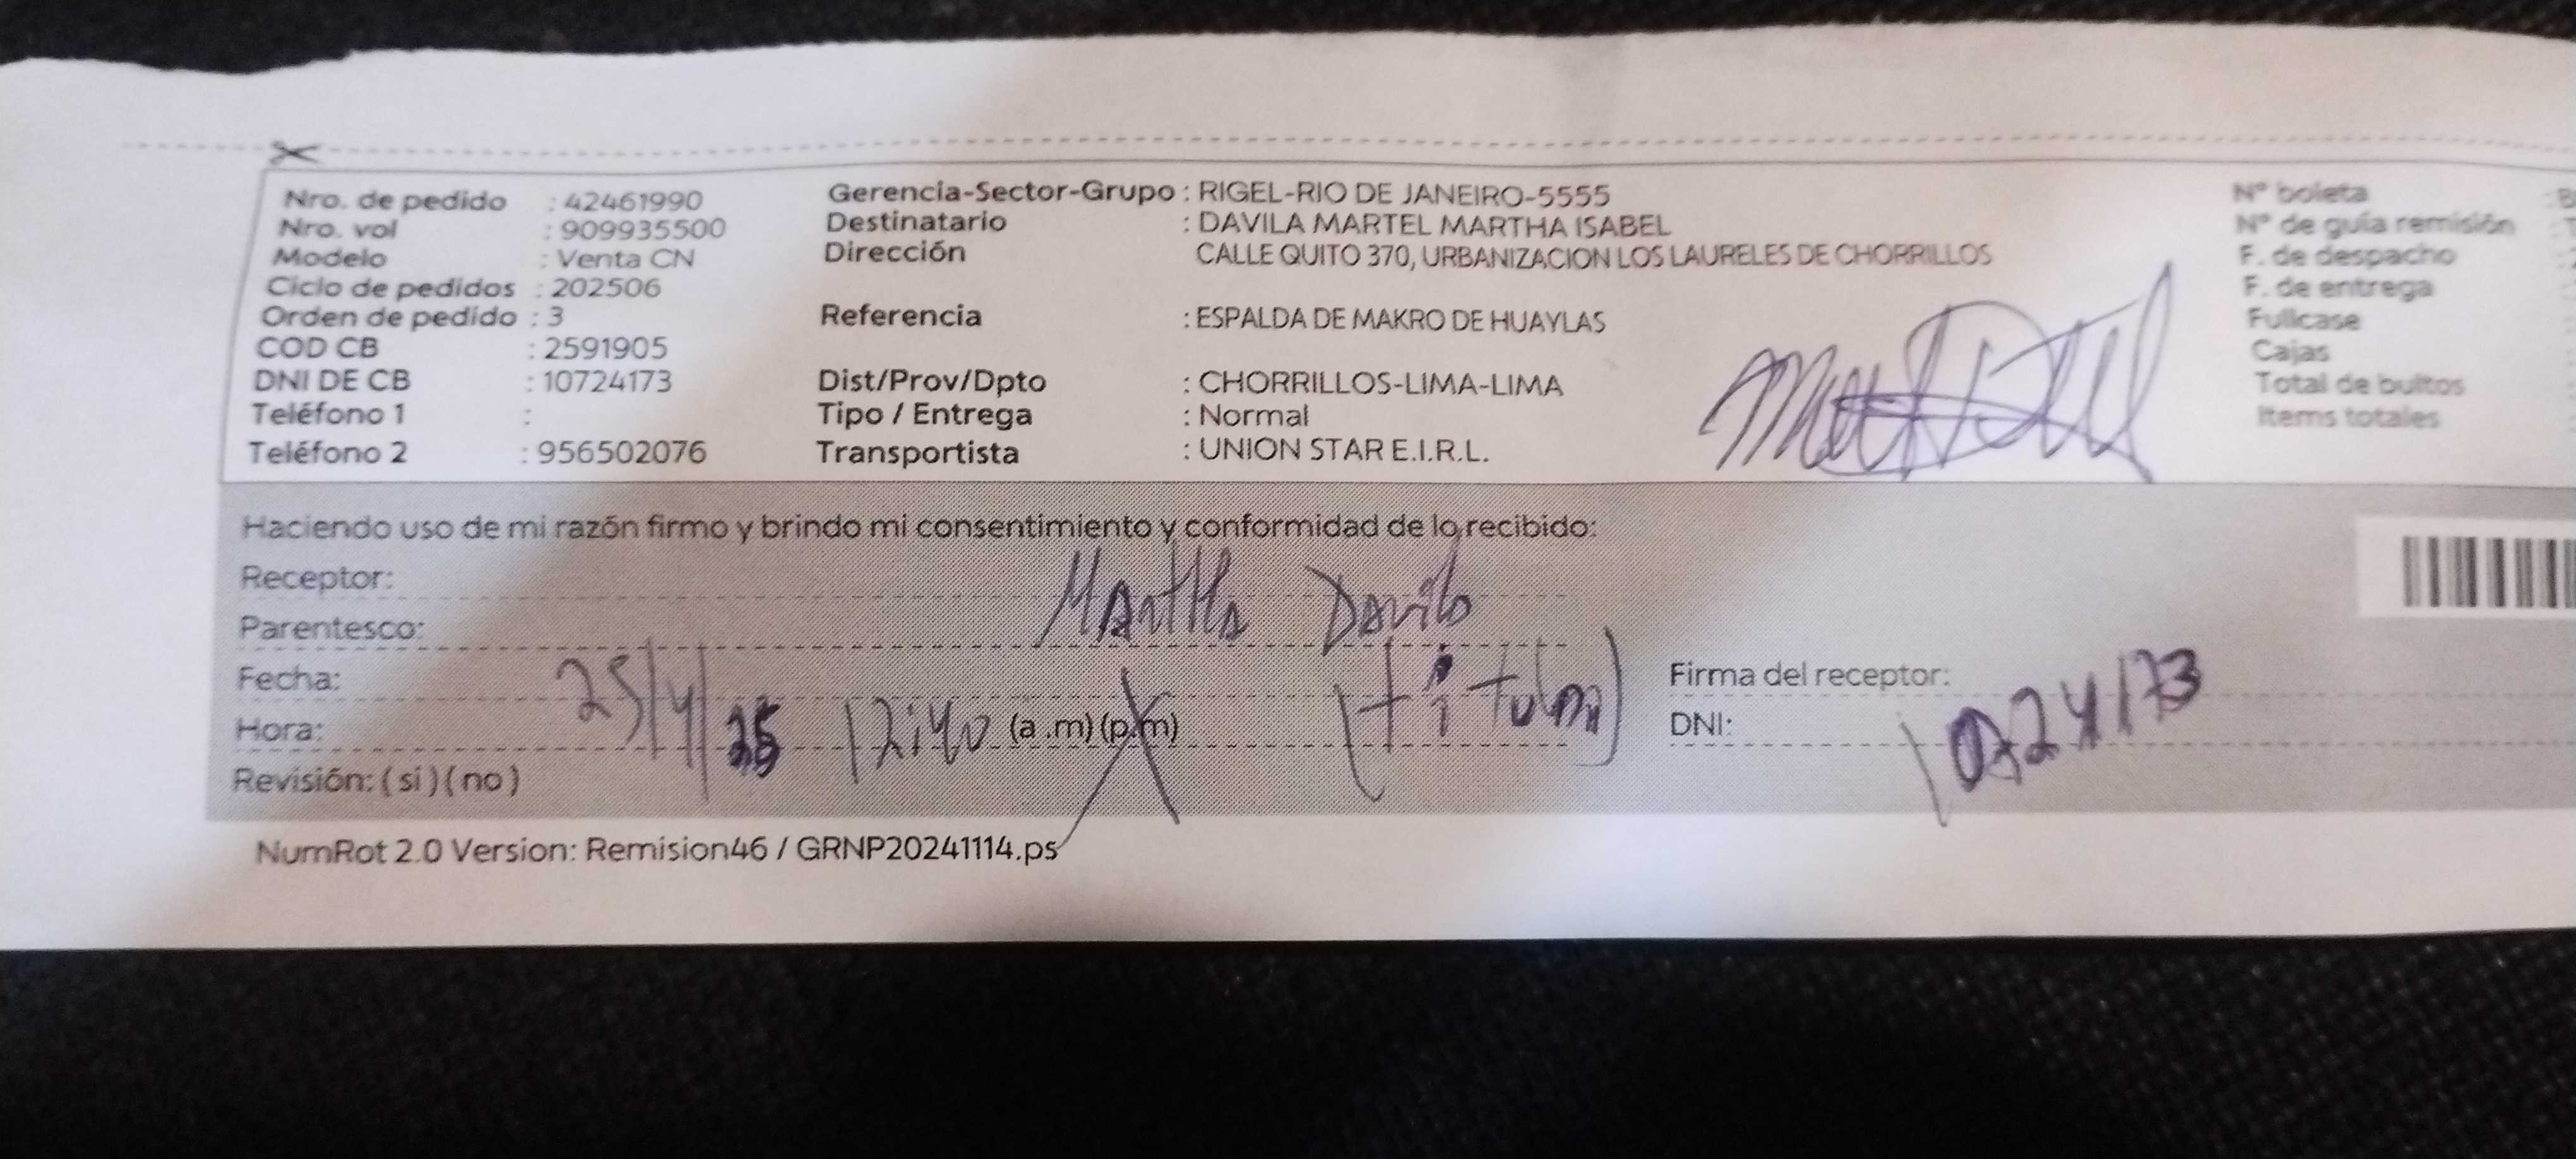 Nro. de pedido : 42461990
Nro. vol : 909935500
Modelo : Venta CN
Ciclo de pedidos : 202506
Orden de pedido : 3
COD CB : 2591905
DNI DE CB : 10724173
Teléfono 1 :
Teléfono 2 : 956502076
Gerencia-Sector-Grupo : RIGEL-RIO DE JANEIRO-5555
Destinatario : DAVILA MARTEL MARTHA ISABEL
Dirección CALLE QUITO 370, URBANIZACION LOS LAURELES DE CHORRILLOS
Referencia : ESPALDA DE MAKRO DE HUAYLAS
Dist/Prov/Dpto : CHORRILLOS-LIMA-LIMA
Tipo / Entrega : Normal
Transportista : UNION STAR E.I.R.L.
Nº boleta
Nº de guía remisión
F. de despacho
F. de entrega
Fullcase
Cajas
Total de bultos
Items totales
Haciendo uso de mi razón firmo y brindo mi consentimiento y conformidad de lo recibido:
Receptor: Martha Davila
Parentesco: (titular)
Fecha: 25/4/25
Hora: 12:40 (a .m) (p.m)
Revisión: ( si ) ( no )
Firma del receptor:
DNI: 10724173
NumRot 2.0 Version: Remision46 / GRNP20241114.ps